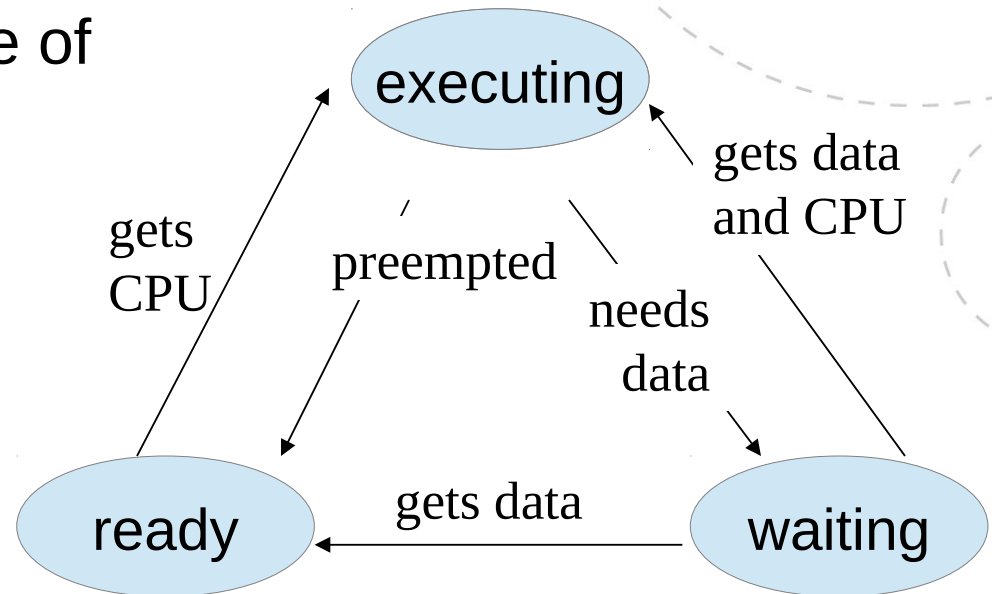 e of
executing
gets data
and CPU
gets
CPU
preempted
needs
data
gets data
ready
waiting